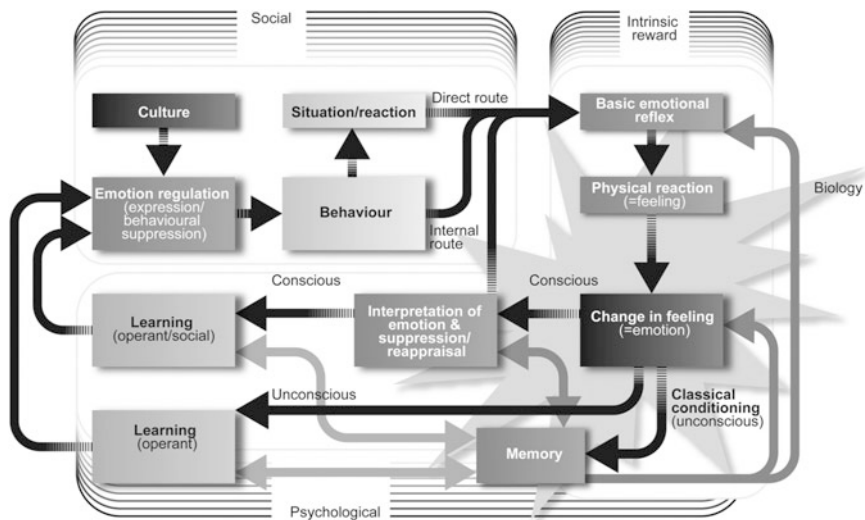 Social
Intrinsic
reward
Culture
Situation/reaction
Direct route
Basic emotional
reflex
Emotion regulation
(expression/
behavioural
suppression)
Behaviour
Internal
route
Physical reaction
(=feeling)
Biology
Conscious
Conscious
Learning
(operant/social)
Interpretation of
emotion &
suppression/
reappraisal
Change in feeling
(=emotion)
Unconscious
Classical
conditioning
(unconscious)
Learning
(operant)
Memory
Psychological